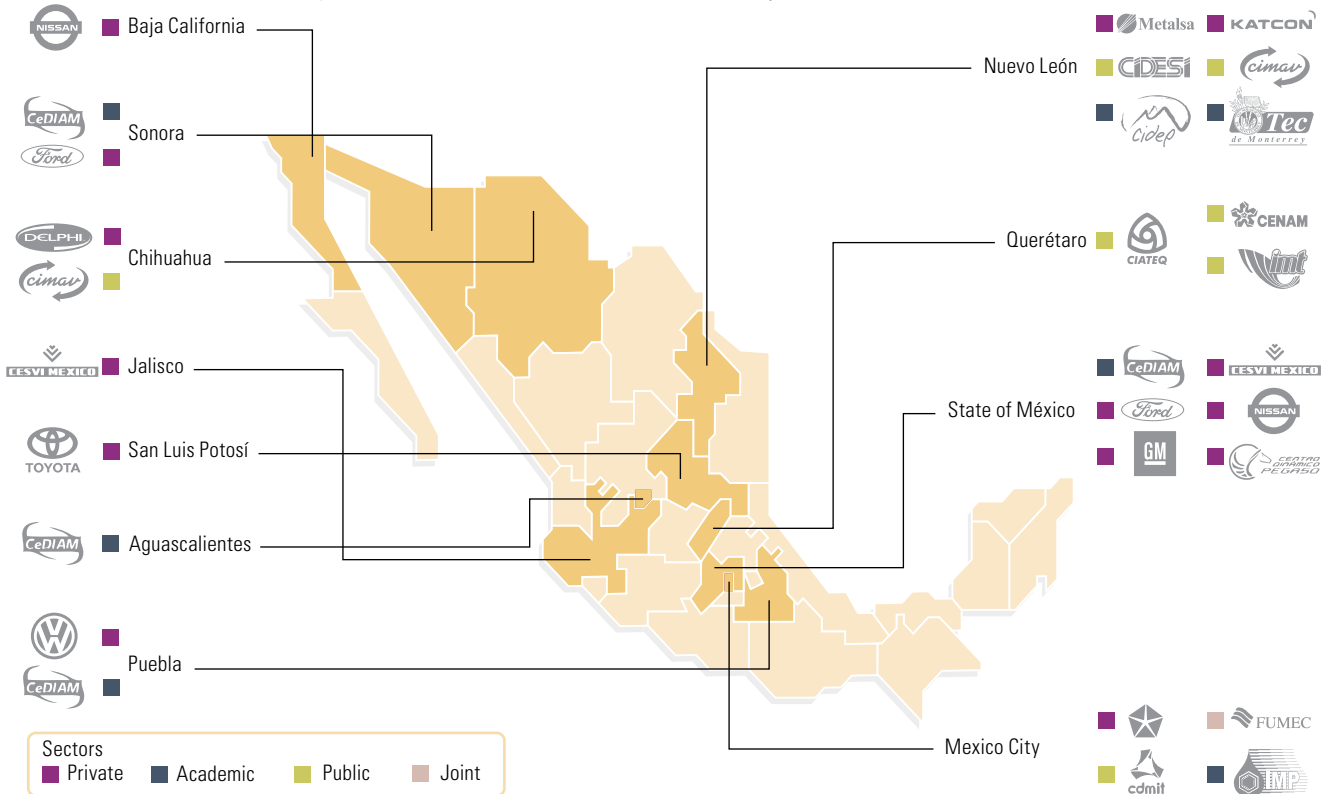 NISSAN
Baja California
CeDIAM
Sonora
Ford
DELPHI
Chihuahua
cimav
CESVI MEXICO
Jalisco
TOYOTA
San Luis Potosí
CeDIAM
Aguascalientes
VW
Puebla
CeDIAM
Sectors
Private
Academic
Public
Joint
Nuevo León
Metalsa
KATCON
CIDESI
cimav
cidep
Tec
de Monterrey
Querétaro
CIATEQ
CENAM
imt
State of México
CeDIAM
CESVI MEXICO
Ford
NISSAN
GM
CENTRO
DINÁMICO
PEGASO
Mexico City
FUMEC
cdmit
IMP